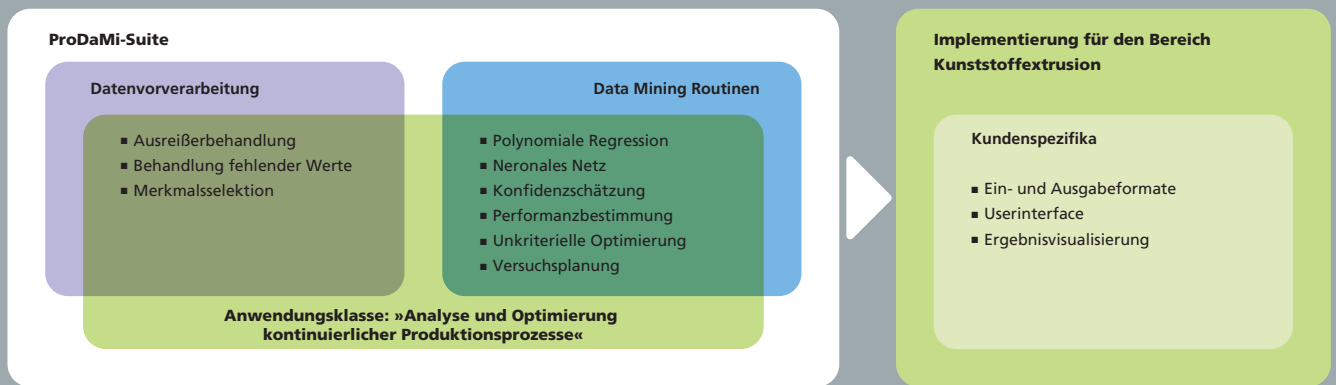 ProDaMi-Suite
Datenvorverarbeitung
■ Ausreißerbehandlung
■ Behandlung fehlender Werte
■ Merkmalsselektion
Data Mining Routinen
■ Polynomiale Regression
■ Neronales Netz
■ Konfidenzschätzung
■ Performanzbestimmung
■ Unkriterielle Optimierung
■ Versuchsplanung
Anwendungsklasse: »Analyse und Optimierung
kontinuierlicher Produktionsprozesse«
Implementierung für den Bereich
Kunststoffextrusion
Kundenspezifika
■ Ein- und Ausgabeformate
■ Userinterface
■ Ergebnisvisualisierung